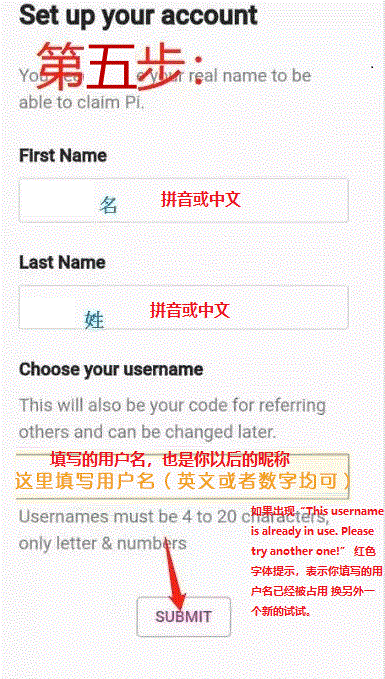 Set up your account
第五步：
You e your real name to be
able to claim Pi.
First Name
名 拼音或中文
Last Name
姓 拼音或中文
Choose your username
This will also be your code for referring
others and can be changed later.
填写的用户名，也是你以后的昵称
这里填写用户名（英文或者数字均可）
Usernames must be 4 to 20 characters,
only letter & numbers
如果出现 “This username
is already in use. Please
try another one!” 红色
字体提示，表示你填写的用
户名已经被占用 换另外一
个新的试试。
SUBMIT